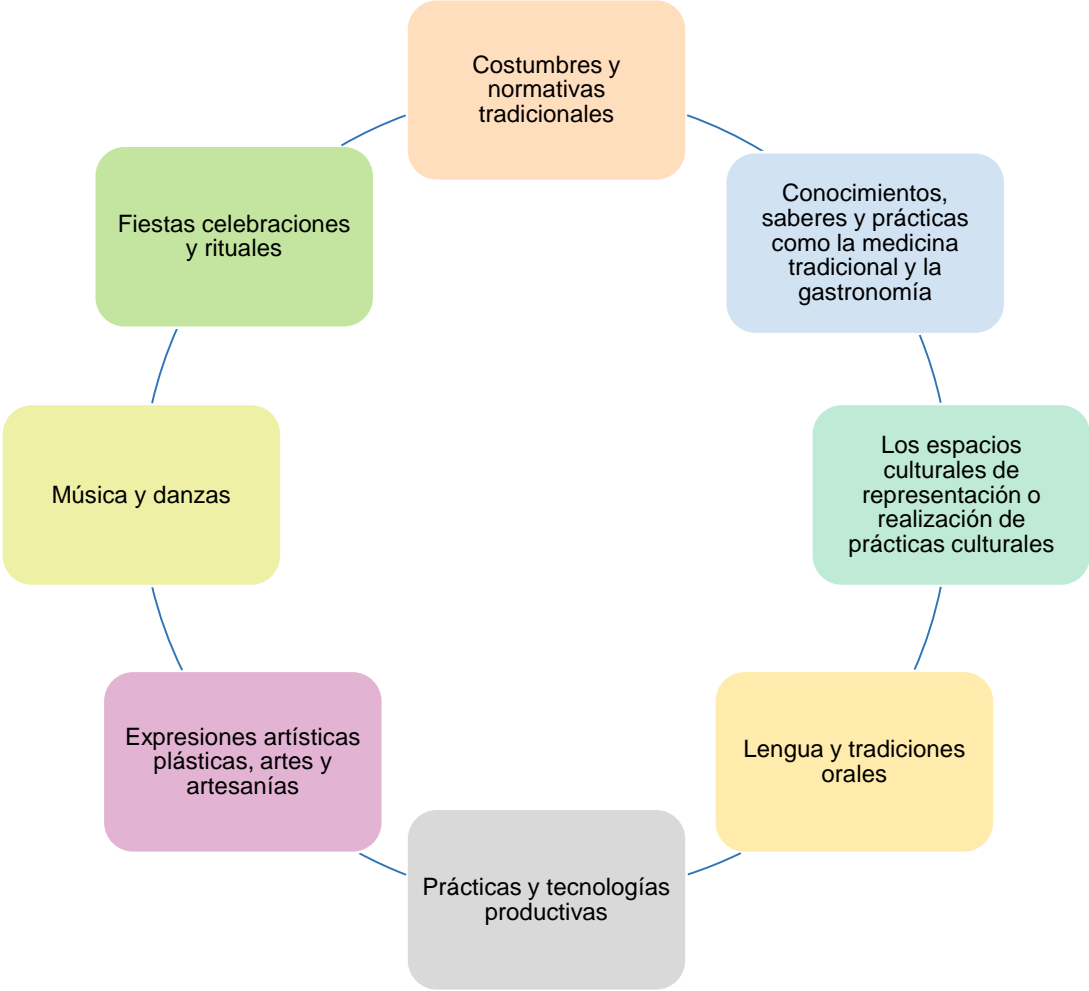 Costumbres y
normativas
tradicionales
Conocimientos,
saberes y prácticas
como la medicina
tradicional y la
gastronomía
Los espacios
culturales de
representación o
realización de
prácticas culturales
Lengua y tradiciones
orales
Prácticas y tecnologías
productivas
Expresiones artísticas
plásticas, artes y
artesanías
Música y danzas
Fiestas celebraciones
y rituales